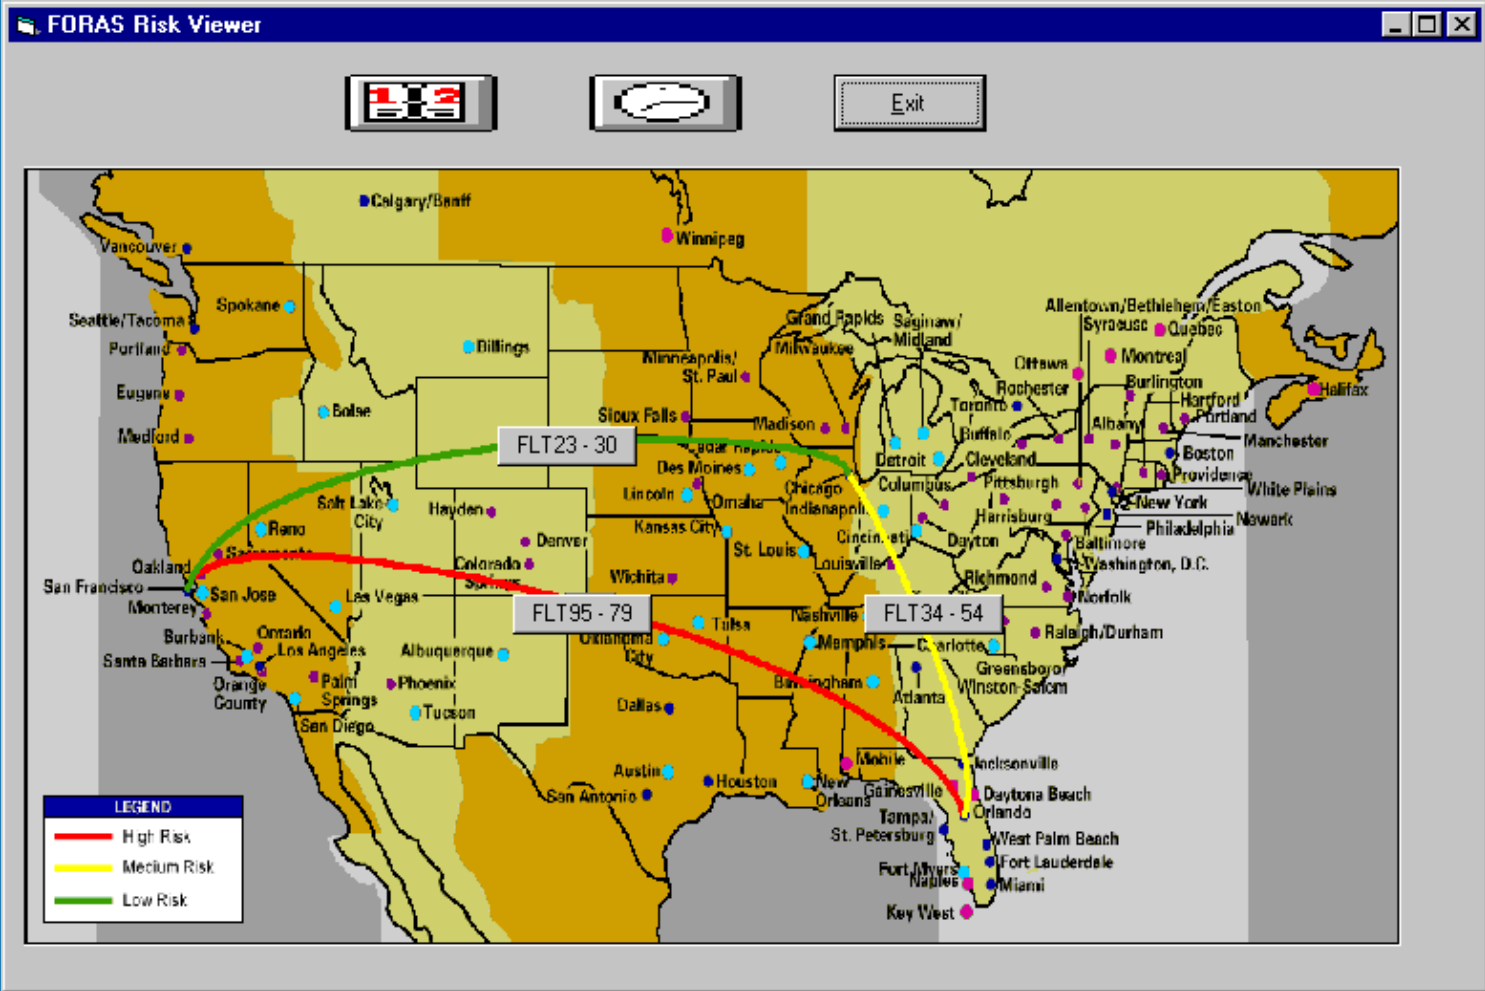 FORAS Risk Viewer
1 2
Exit
Calgary/Banff
Winnipeg
Vancouver
Spokane
Seattle/Tacoma
Portland
Eugene
Medford
Billings
Boise
Minneapolis/
St. Paul
Sioux Falls
Grand Rapids
Milwaukee
Saginaw/
Midland
Madison
Allentown/Bethlehem/Easton
Syracuse
Quebec
Ottawa
Montreal
Rochester
Burlington
Halifax
Toronto
Hartford
Portland
Buffalo
Albany
Manchester
Detroit
Cleveland
Boston
Columbus
Pittsburgh
Providence
White Plains
New York
Newark
Harrisburg
Philadelphia
FLT23 - 30
Cedar Rapids
Des Moines
Lincoln
Omaha
Chicago
Indianapolis
Kansas City
Cincinnati
Dayton
Baltimore
Washington, D.C.
St. Louis
Louisville
Richmond
Norfolk
Salt Lake
City
Hayden
Reno
Denver
Sacramento
Oakland
Colorado
Springs
San Francisco
San Jose
Wichita
Monterey
Las Vegas
FLT95 - 79
FLT34 - 54
Nashville
Tulsa
Burbank
Ontario
Los Angeles
Oklahoma
City
Memphis
Charlotte
Raleigh/Durham
Santa Barbara
Albuquerque
Greensboro/
Winston-Salem
Orange
County
Palm
Springs
Phoenix
Birmingham
Atlanta
San Diego
Tucson
Dallas
Mobile
Jacksonville
Austin
Houston
New
Orleans
Gainesville
Daytona Beach
San Antonio
Orlando
Tampa/
St. Petersburg
West Palm Beach
Fort Lauderdale
Fort Myers
Naples
Miami
Key West
LEGEND
High Risk
Medium Risk
Low Risk